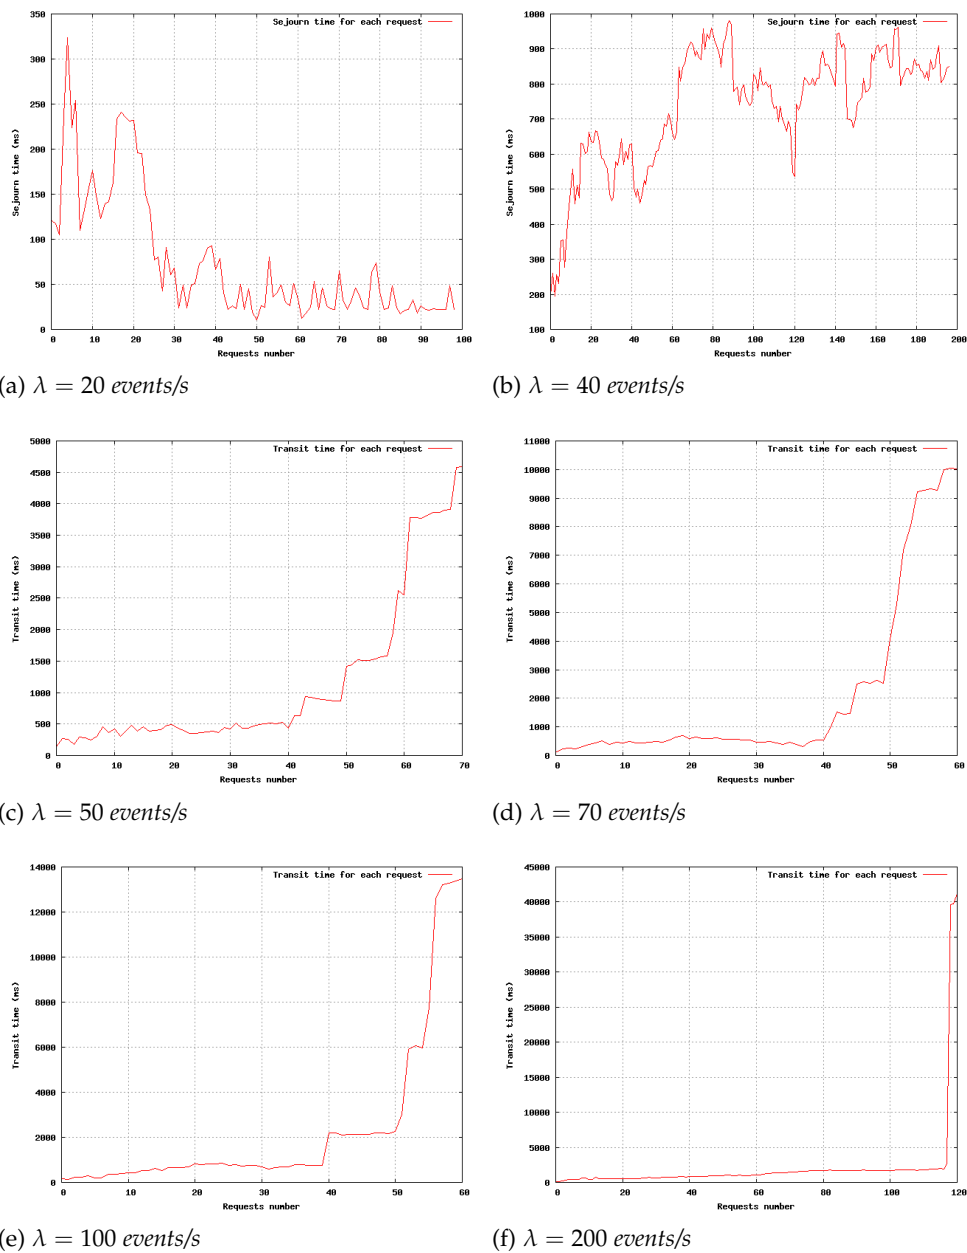 350
300
250
200
150
100
50
0
Sejourn time (ms)
Sejourn time for each request
0 10 20 30 40 50 60 70 80 90 100
Requests number
(a) λ = 20 events/s
1000
900
800
700
600
500
400
300
200
100
Sejourn time (ms)
Sejourn time for each request
0 20 40 60 80 100 120 140 160 180 200
Requests number
(b) λ = 40 events/s
5000
4500
4000
3500
3000
2500
2000
1500
1000
500
0
Transit time (ms)
Transit time for each request
0 10 20 30 40 50 60 70
Requests number
(c) λ = 50 events/s
11000
10000
9000
8000
7000
6000
5000
4000
3000
2000
1000
0
Transit time (ms)
Transit time for each request
0 10 20 30 40 50 60
Requests number
(d) λ = 70 events/s
14000
12000
10000
8000
6000
4000
2000
0
Transit time (ms)
Transit time for each request
0 10 20 30 40 50 60
Requests number
(e) λ = 100 events/s
45000
40000
35000
30000
25000
20000
15000
10000
5000
0
Transit time (ms)
Transit time for each request
0 20 40 60 80 100 120
Requests number
(f) λ = 200 events/s